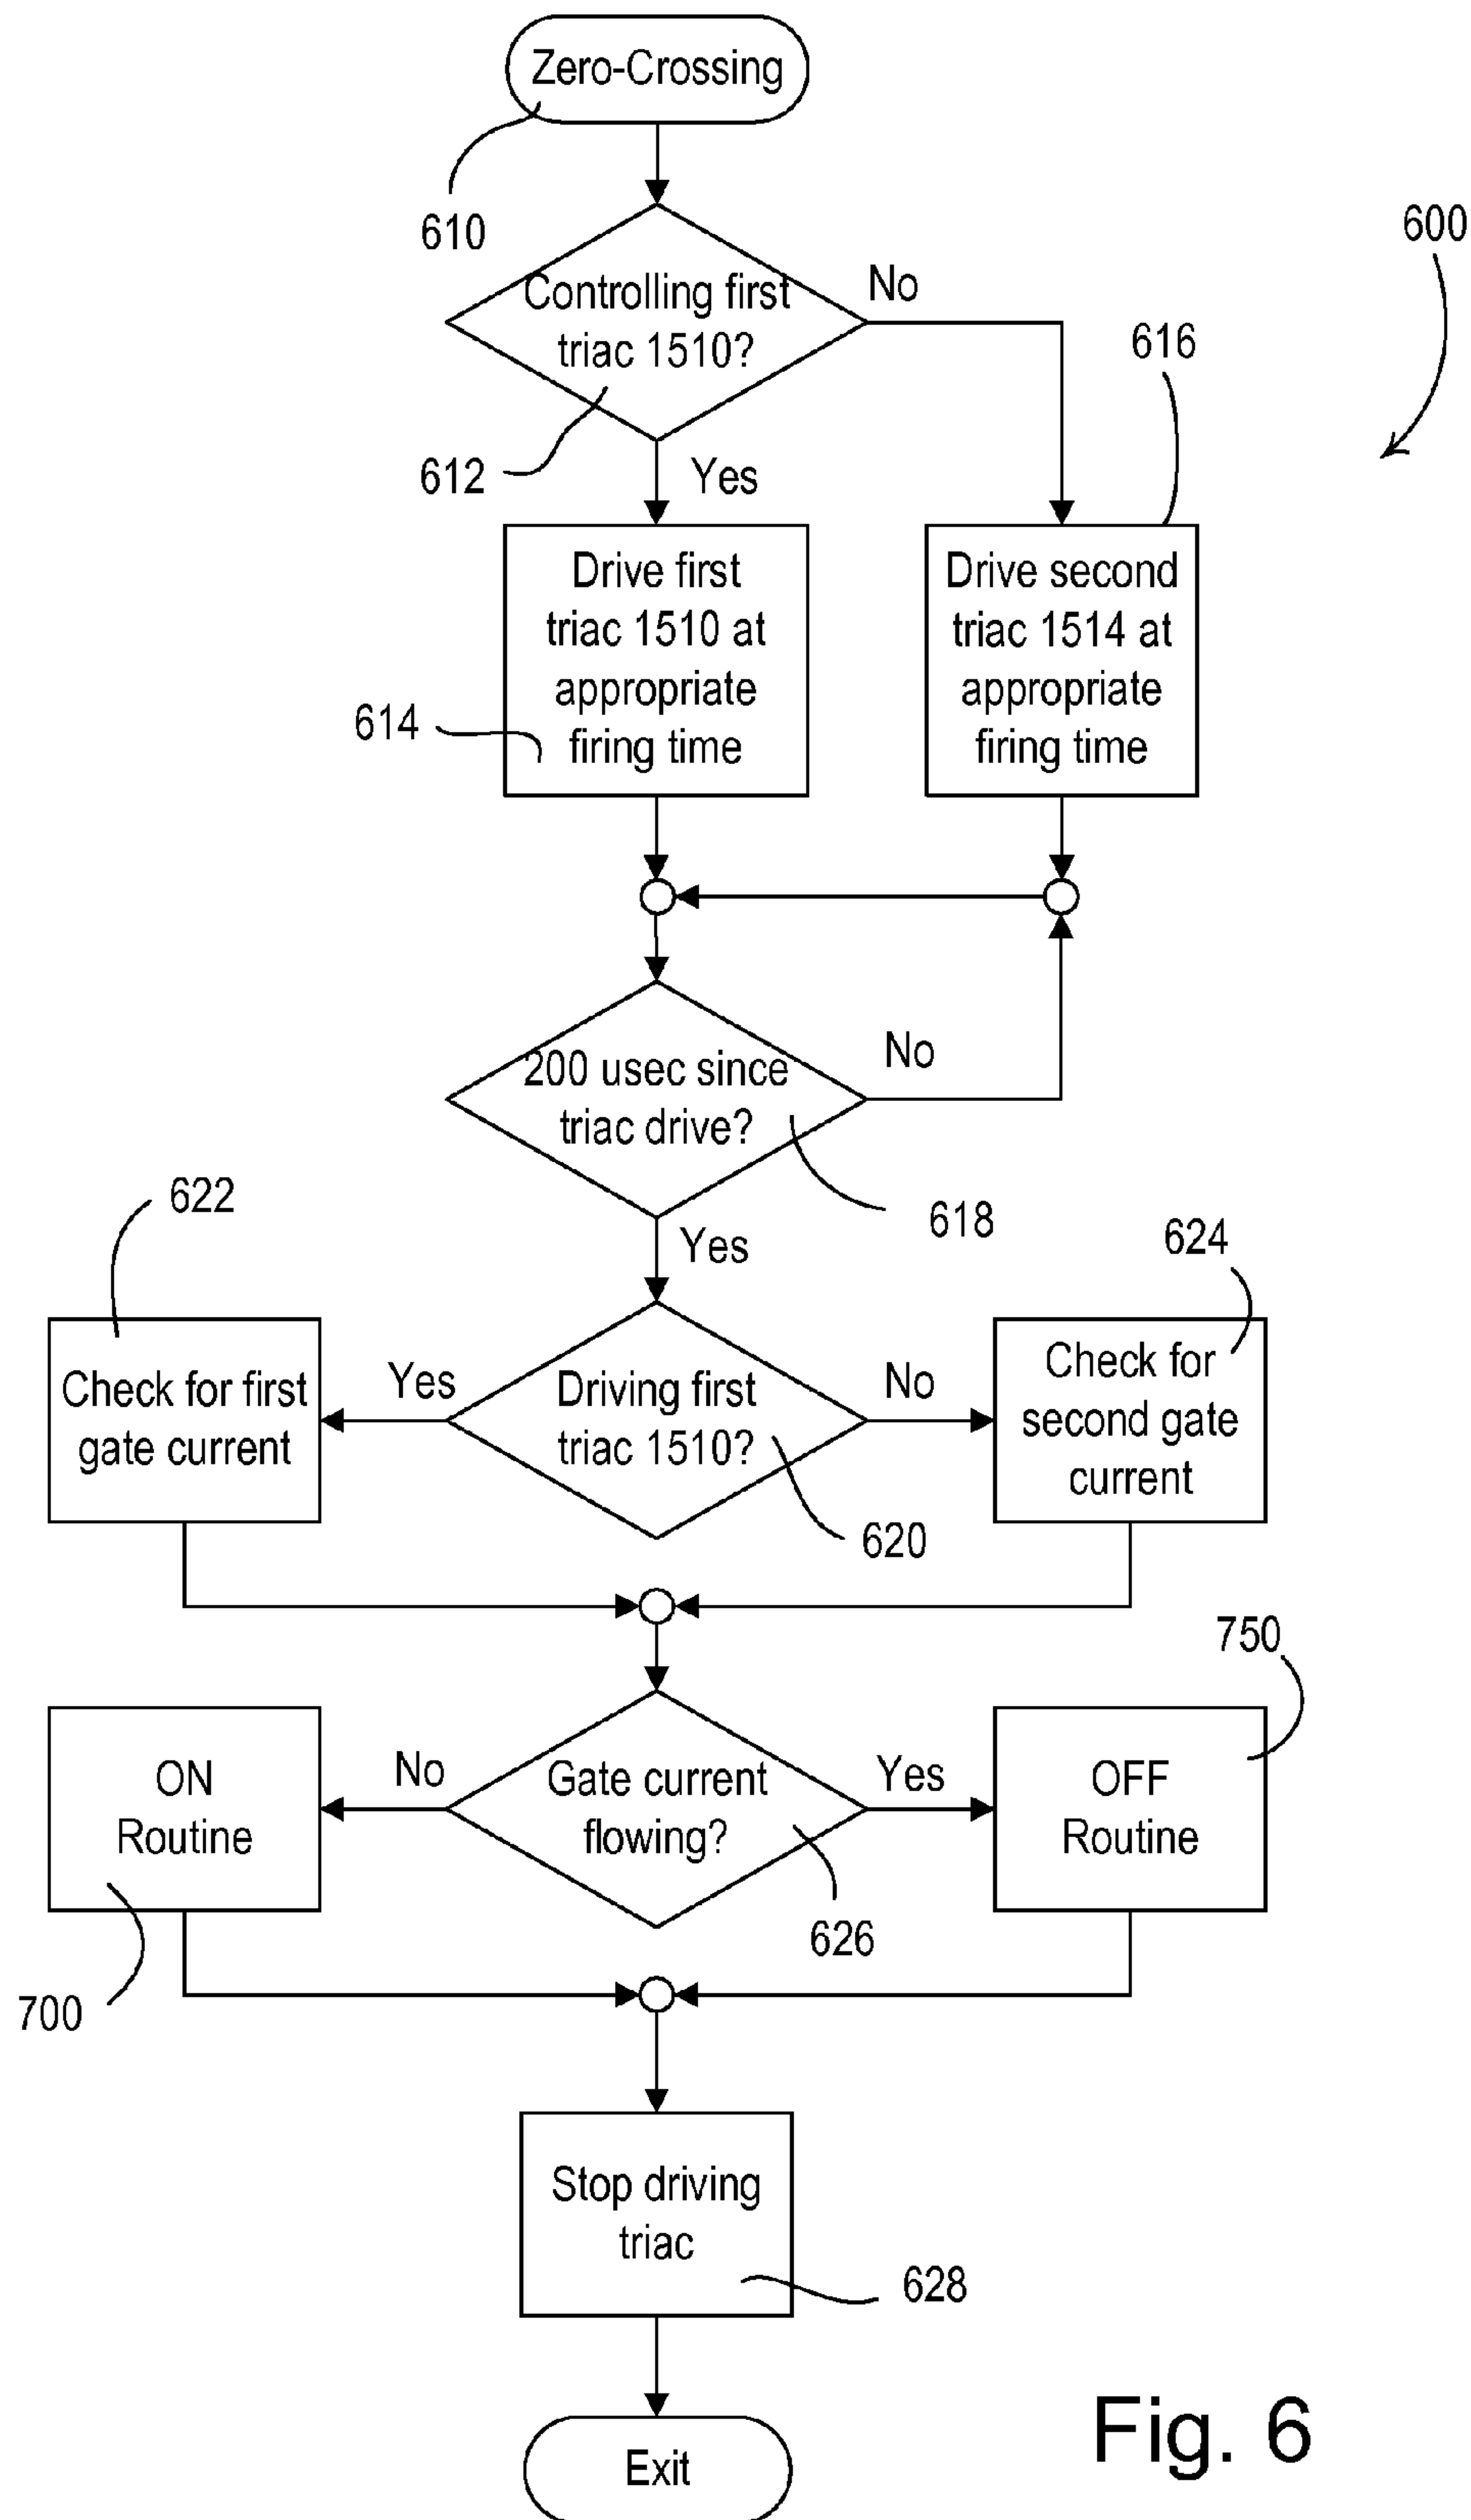 Zero-Crossing
610
600
Controlling first
triac 1510?
No
616
612
Yes
Drive first
triac 1510 at
appropriate
firing time
614
Drive second
triac 1514 at
appropriate
firing time
200 usec since
triac drive?
No
618
Yes
622
624
Check for first
gate current
Yes
Driving first
triac 1510?
No
Check for
second gate
current
620
750
ON
Routine
No
Gate current
flowing?
Yes
OFF
Routine
626
700
Stop driving
triac
628
Exit
Fig. 6